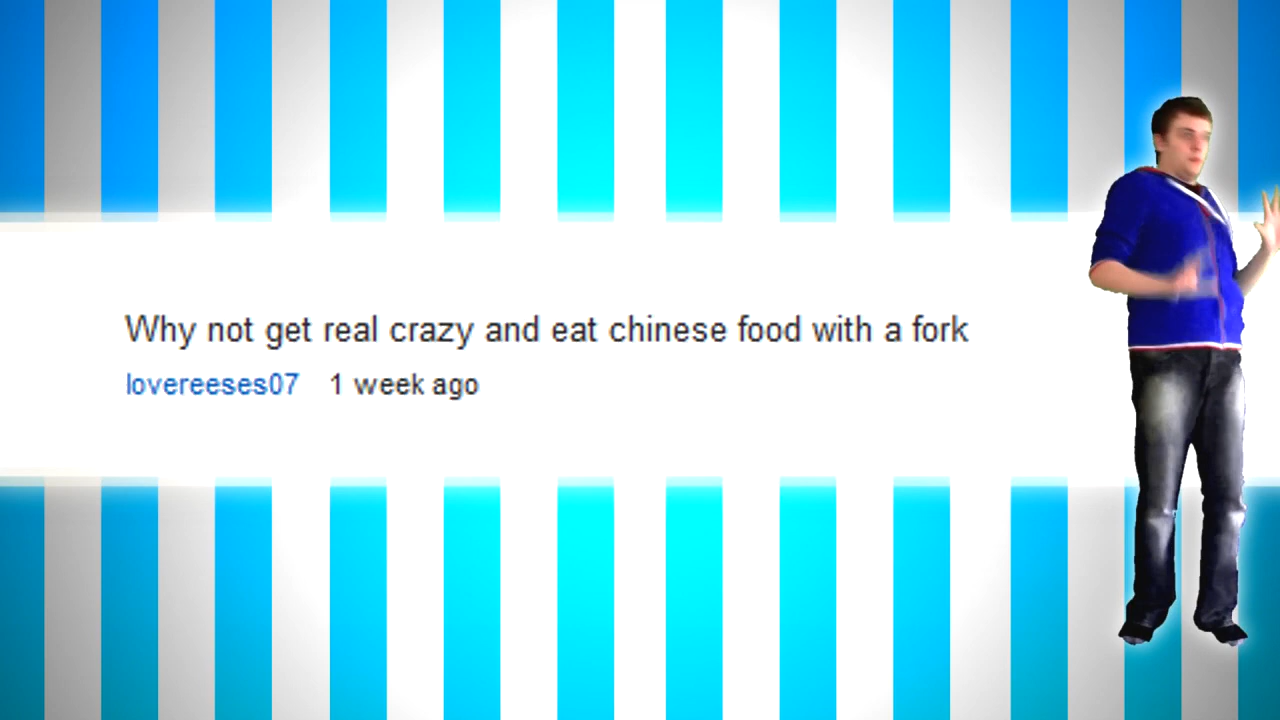 Why not get real crazy and eat chinese food with a fork
lovereeses07 1 week ago